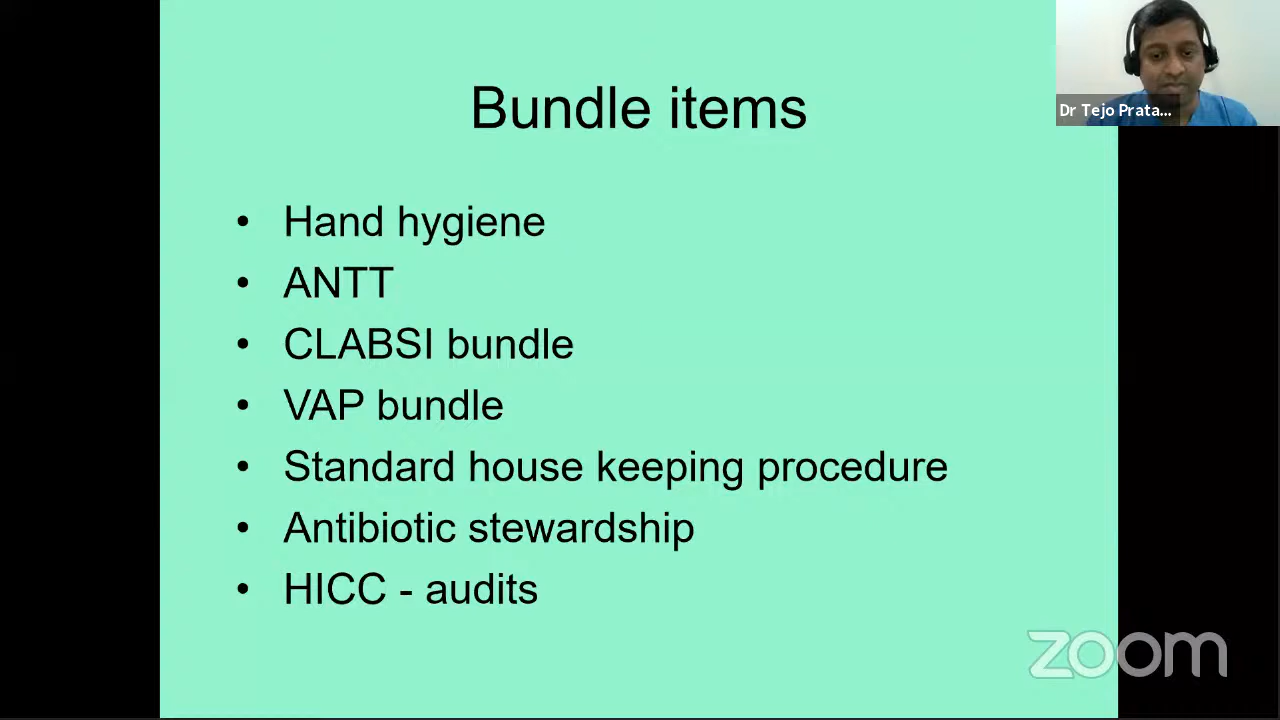 Bundle items
Dr Tejo Prata...
• Hand hygiene
• ANTT
• CLABSI bundle
• VAP bundle
• Standard house keeping procedure
• Antibiotic stewardship
• HICC - audits
zoom